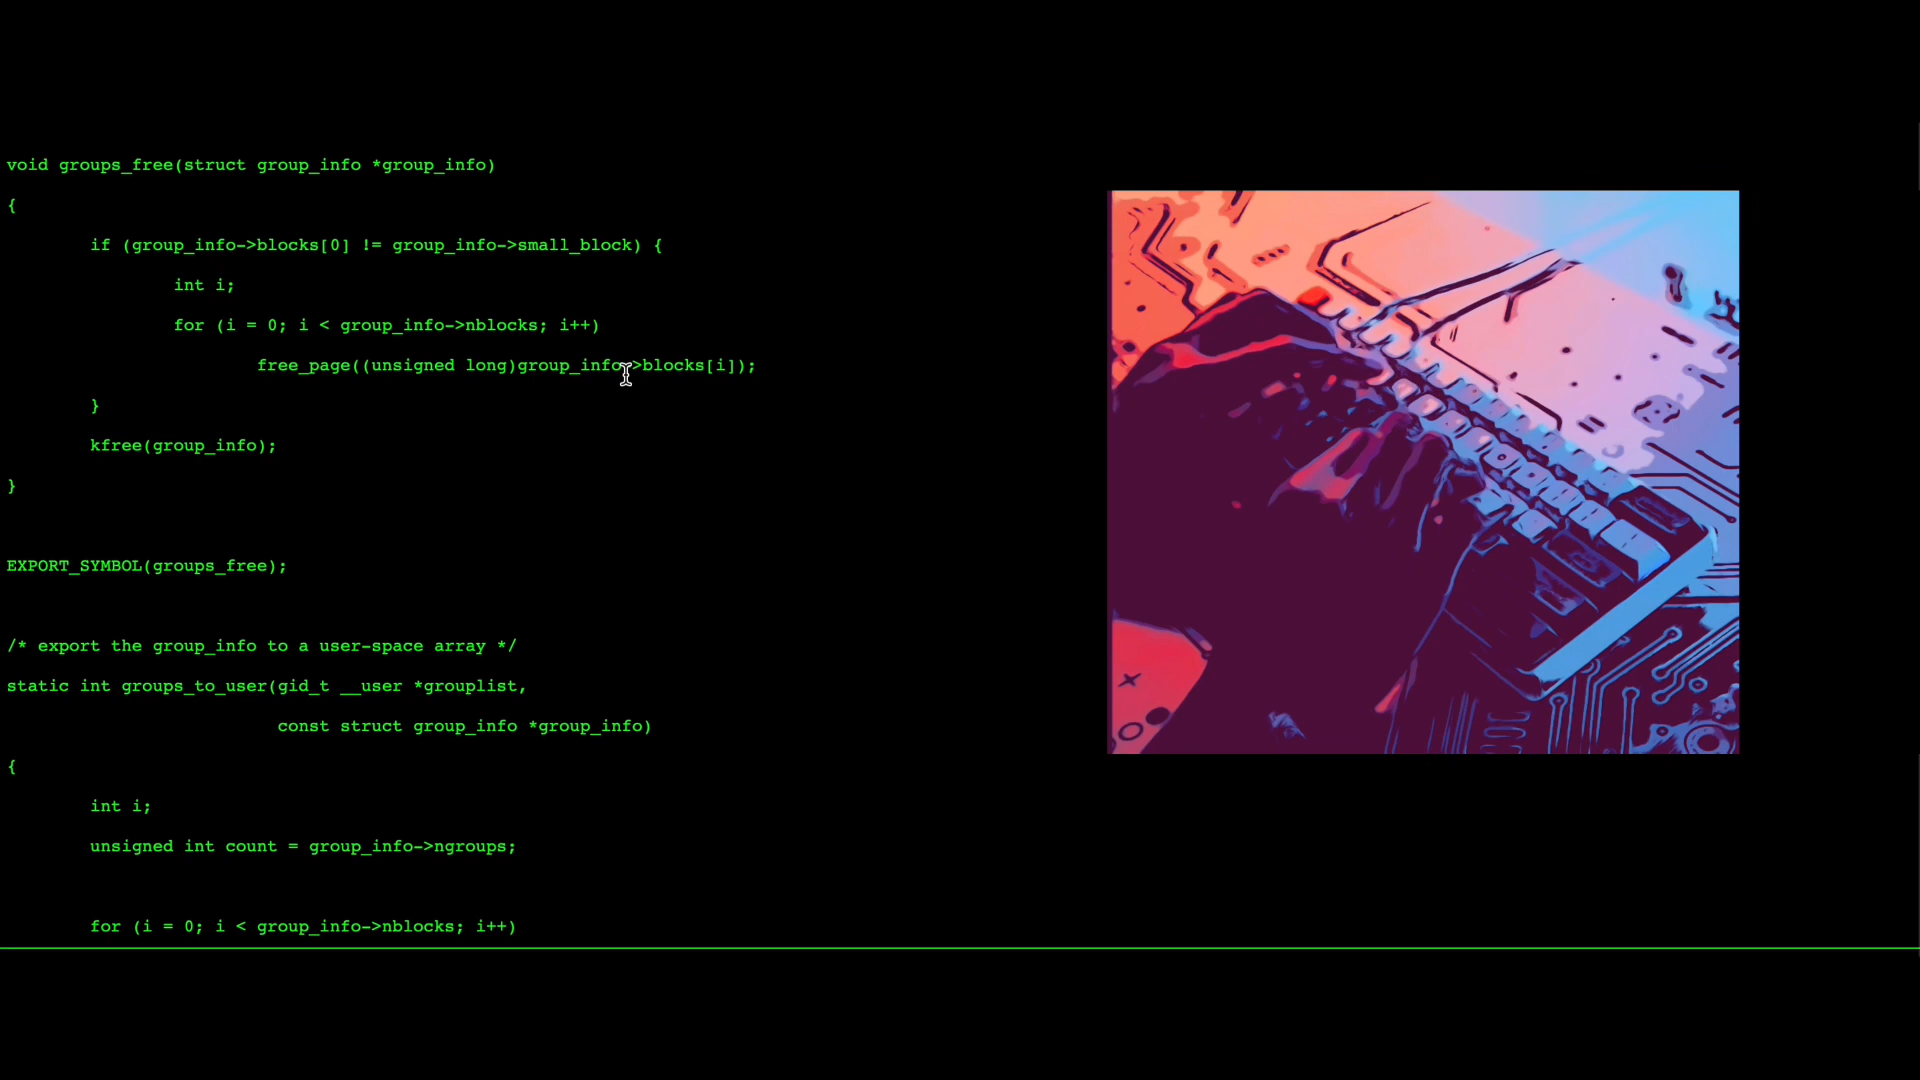 void groups_free(struct group_info *group_info)
{
if (group_info->blocks[0] != group_info->small_block) {
int i;
for (i = 0; i < group_info->nblocks; i++)
free_page((unsigned long)group_info->blocks[i]);
}
kfree(group_info);
}
EXPORT_SYMBOL(groups_free);
/* export the group_info to a user-space array */
static int groups_to_user(gid_t __user *grouplist,
const struct group_info *group_info)
{
int i;
unsigned int count = group_info->ngroups;
for (i = 0; i < group_info->nblocks; i++)